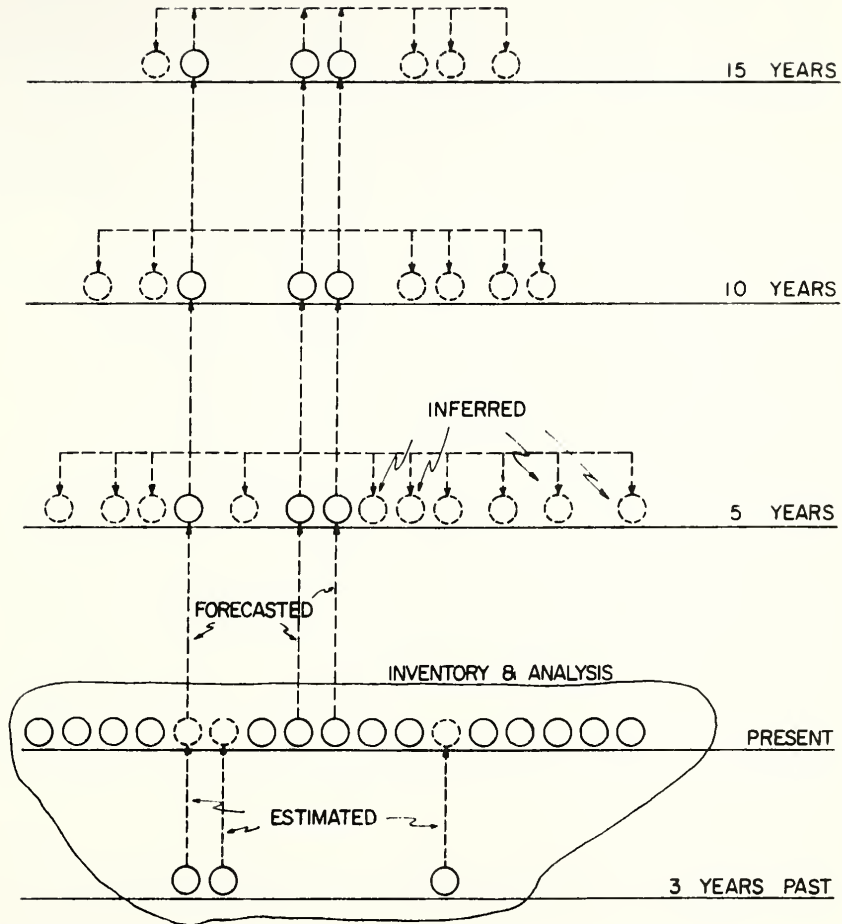 15 YEARS
10 YEARS
INFERRED
5 YEARS
FORECASTED
INVENTORY & ANALYSIS
PRESENT
ESTIMATED
3 YEARS PAST